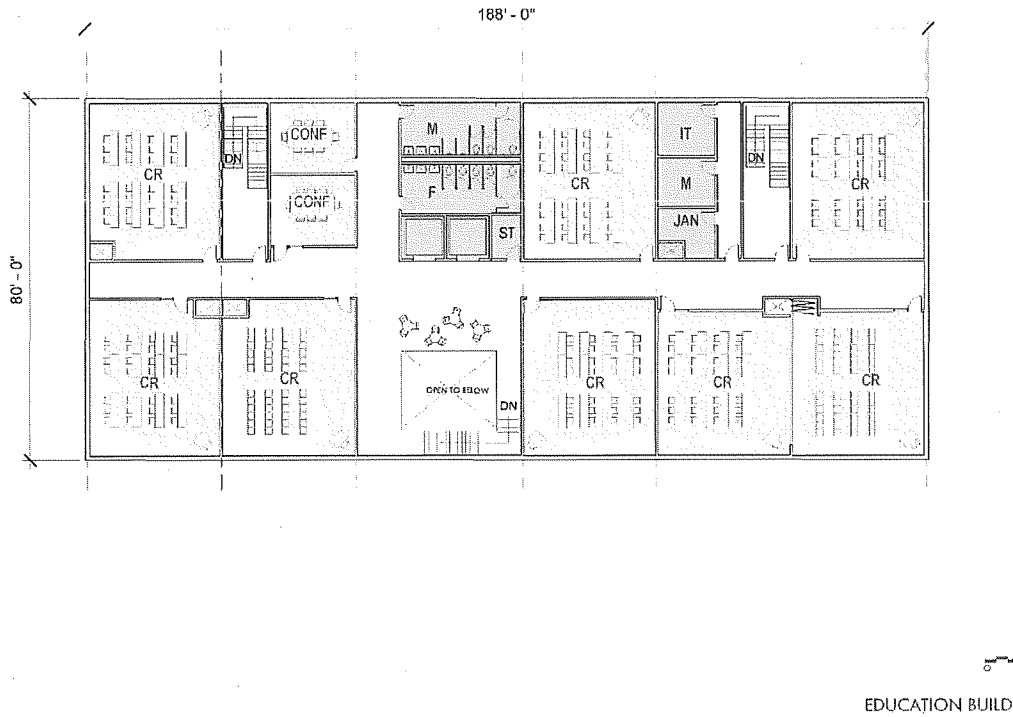 188' - 0"
80' - 0"
CR
DN
CONF
CONF
M
F
ST
CR
IT
M
JAN
DN
CR
CR
CR
OPEN TO BELOW
DN
CR
CR
CR
EDUCATION BUILD